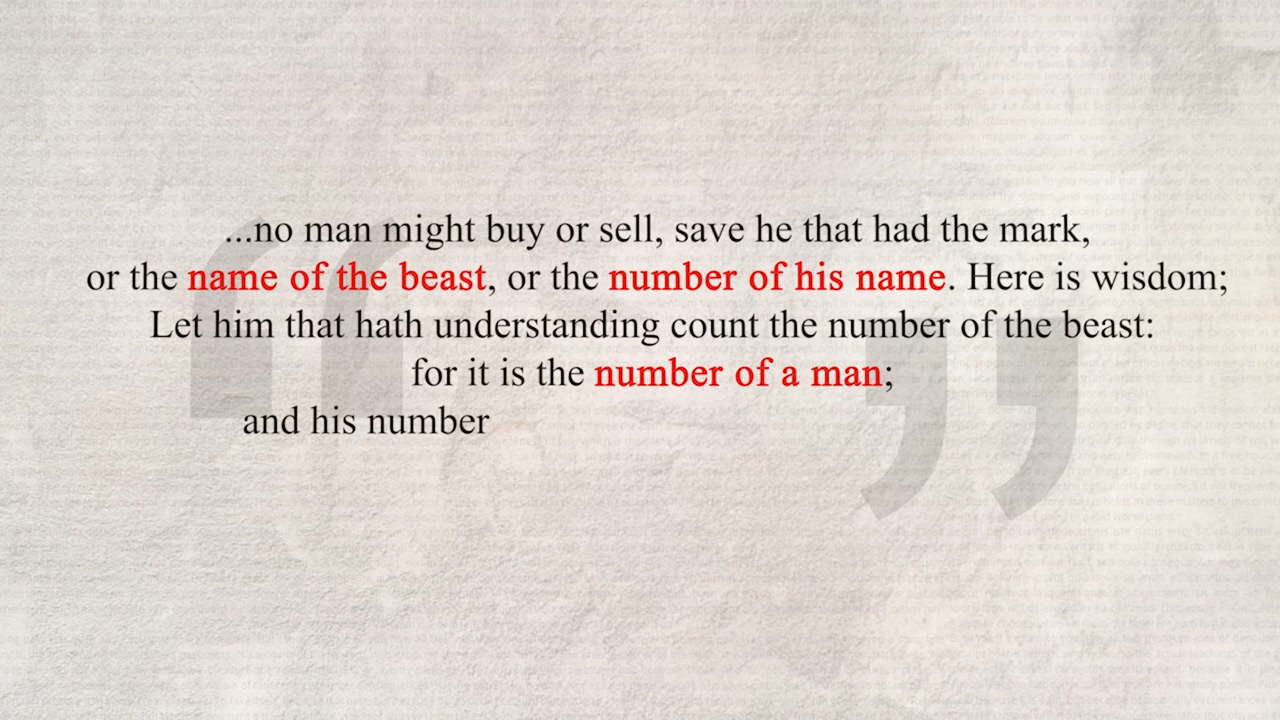 ...no man might buy or sell, save he that had the mark,
or the name of the beast, or the number of his name. Here is wisdom;
Let him that hath understanding count the number of the beast:
for it is the number of a man;
and his number